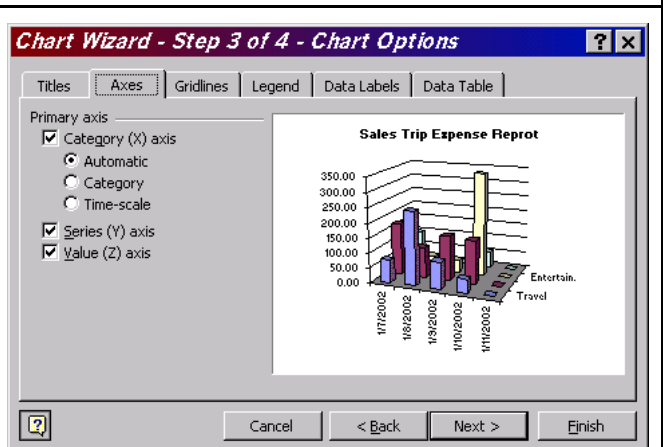 Chart Wizard - Step 3 of 4 - Chart Options
Titles
Axes
Gridlines
Legend
Data Labels
Data Table
Primary axis
Category (X) axis
Automatic
Category
Time-scale
Series (Y) axis
Value (Z) axis
Sales Trip Expense Reprot
350.00
300.00
250.00
200.00
150.00
100.00
50.00
0.00
1/7/2002
1/8/2002
1/9/2002
1/10/2002
1/11/2002
Entertain.
Travel
Cancel
< Back
Next >
Finish